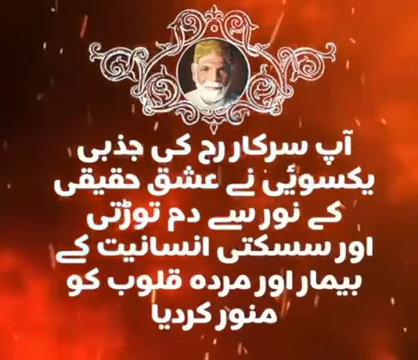 آپ سرکار رح کی جذبی
یکسوئی نے عشق حقیقی
کے نور سے دم توڑتی
اور سسکتی انسانیت کے
بیمار اور مردہ قلوب کو
منور کردیا